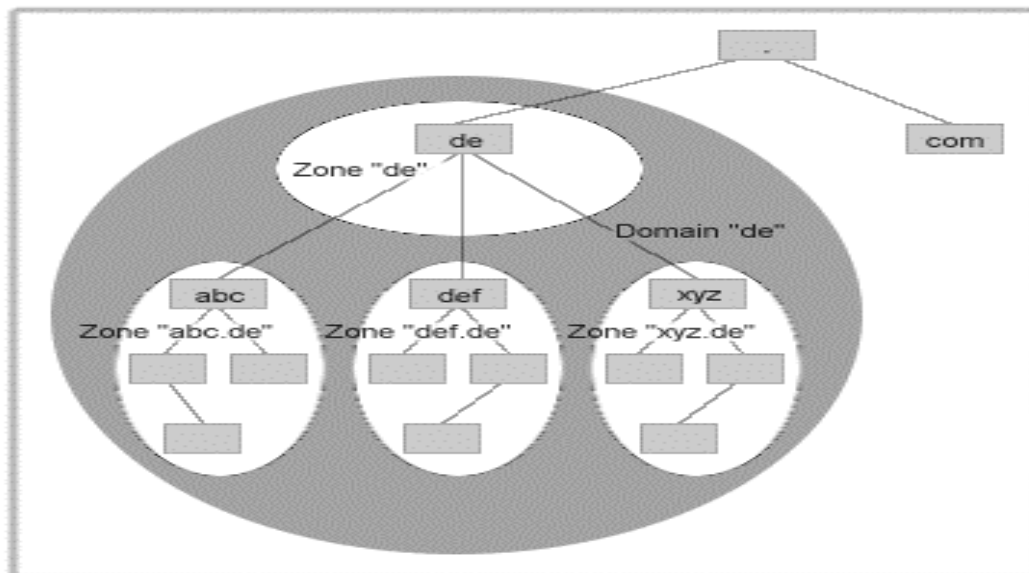 .
de
com
Zone "de"
Domain "de"
abc
def
xyz
Zone "abc.de"
Zone "def.de"
Zone "xyz.de"